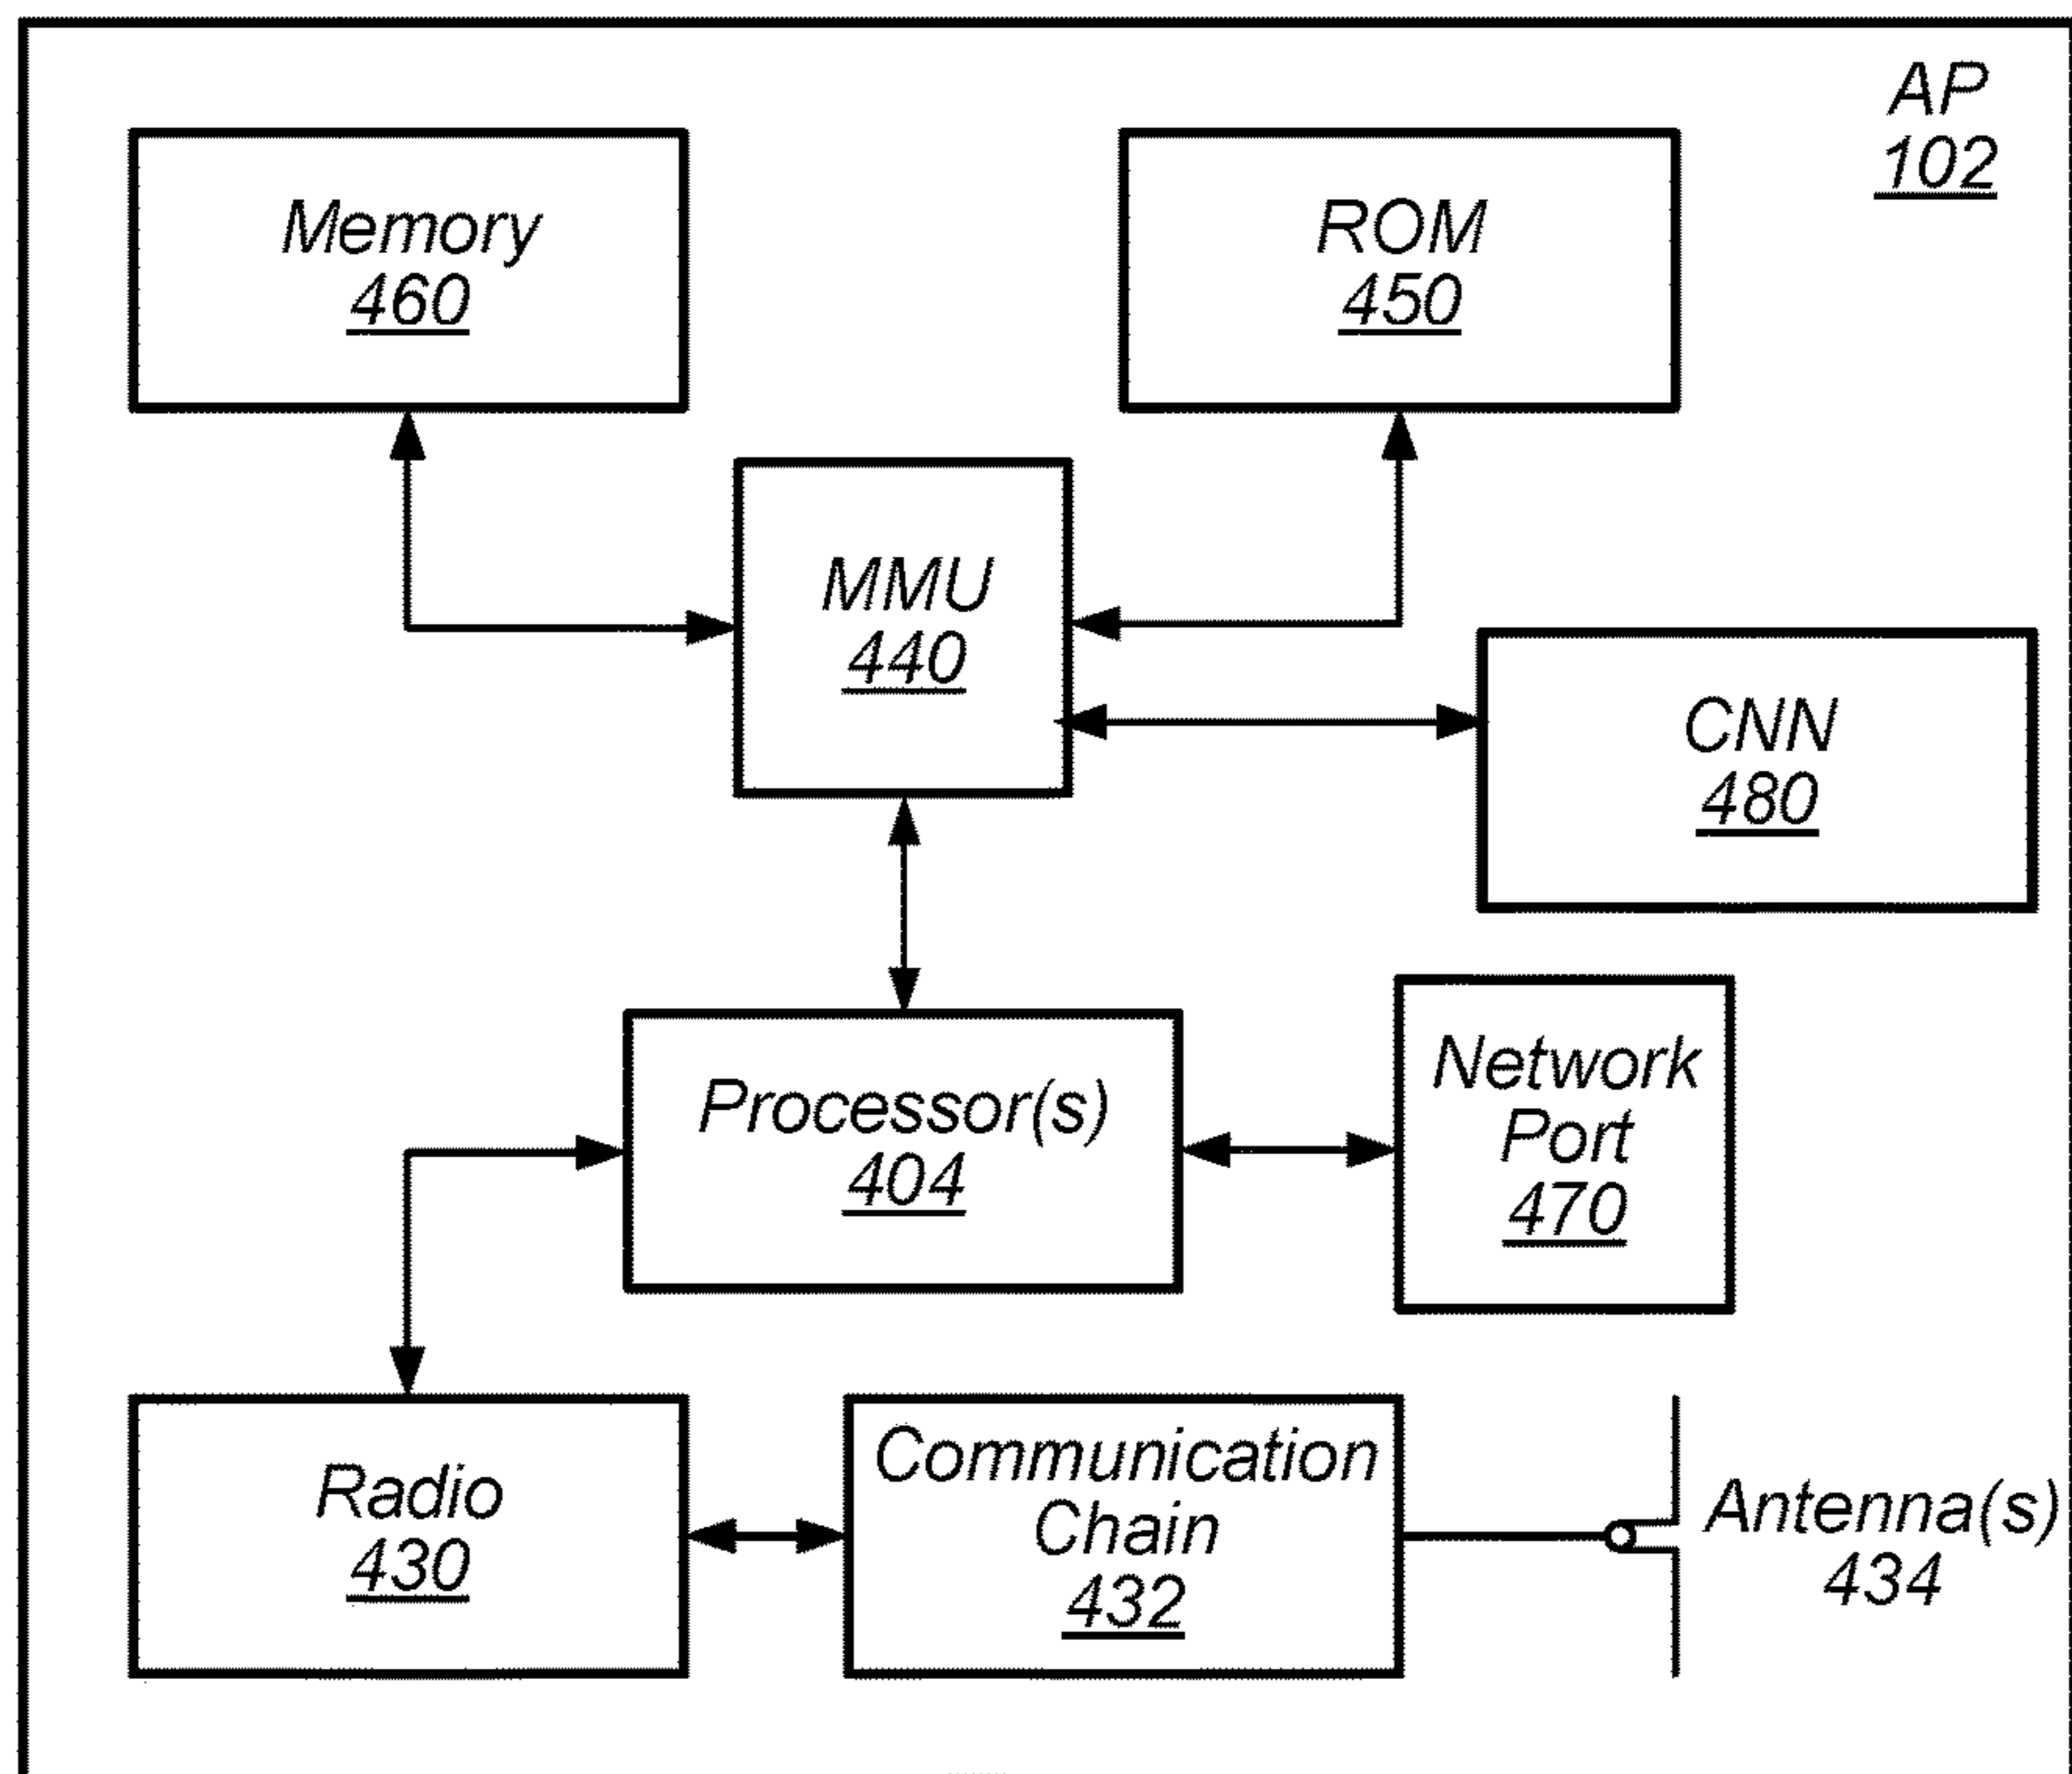 AP
102
Memory
460
ROM
450
MMU
440
CNN
480
Processor(s)
404
Network
Port
470
Radio
430
Communication
Chain
432
Antenna(s)
434